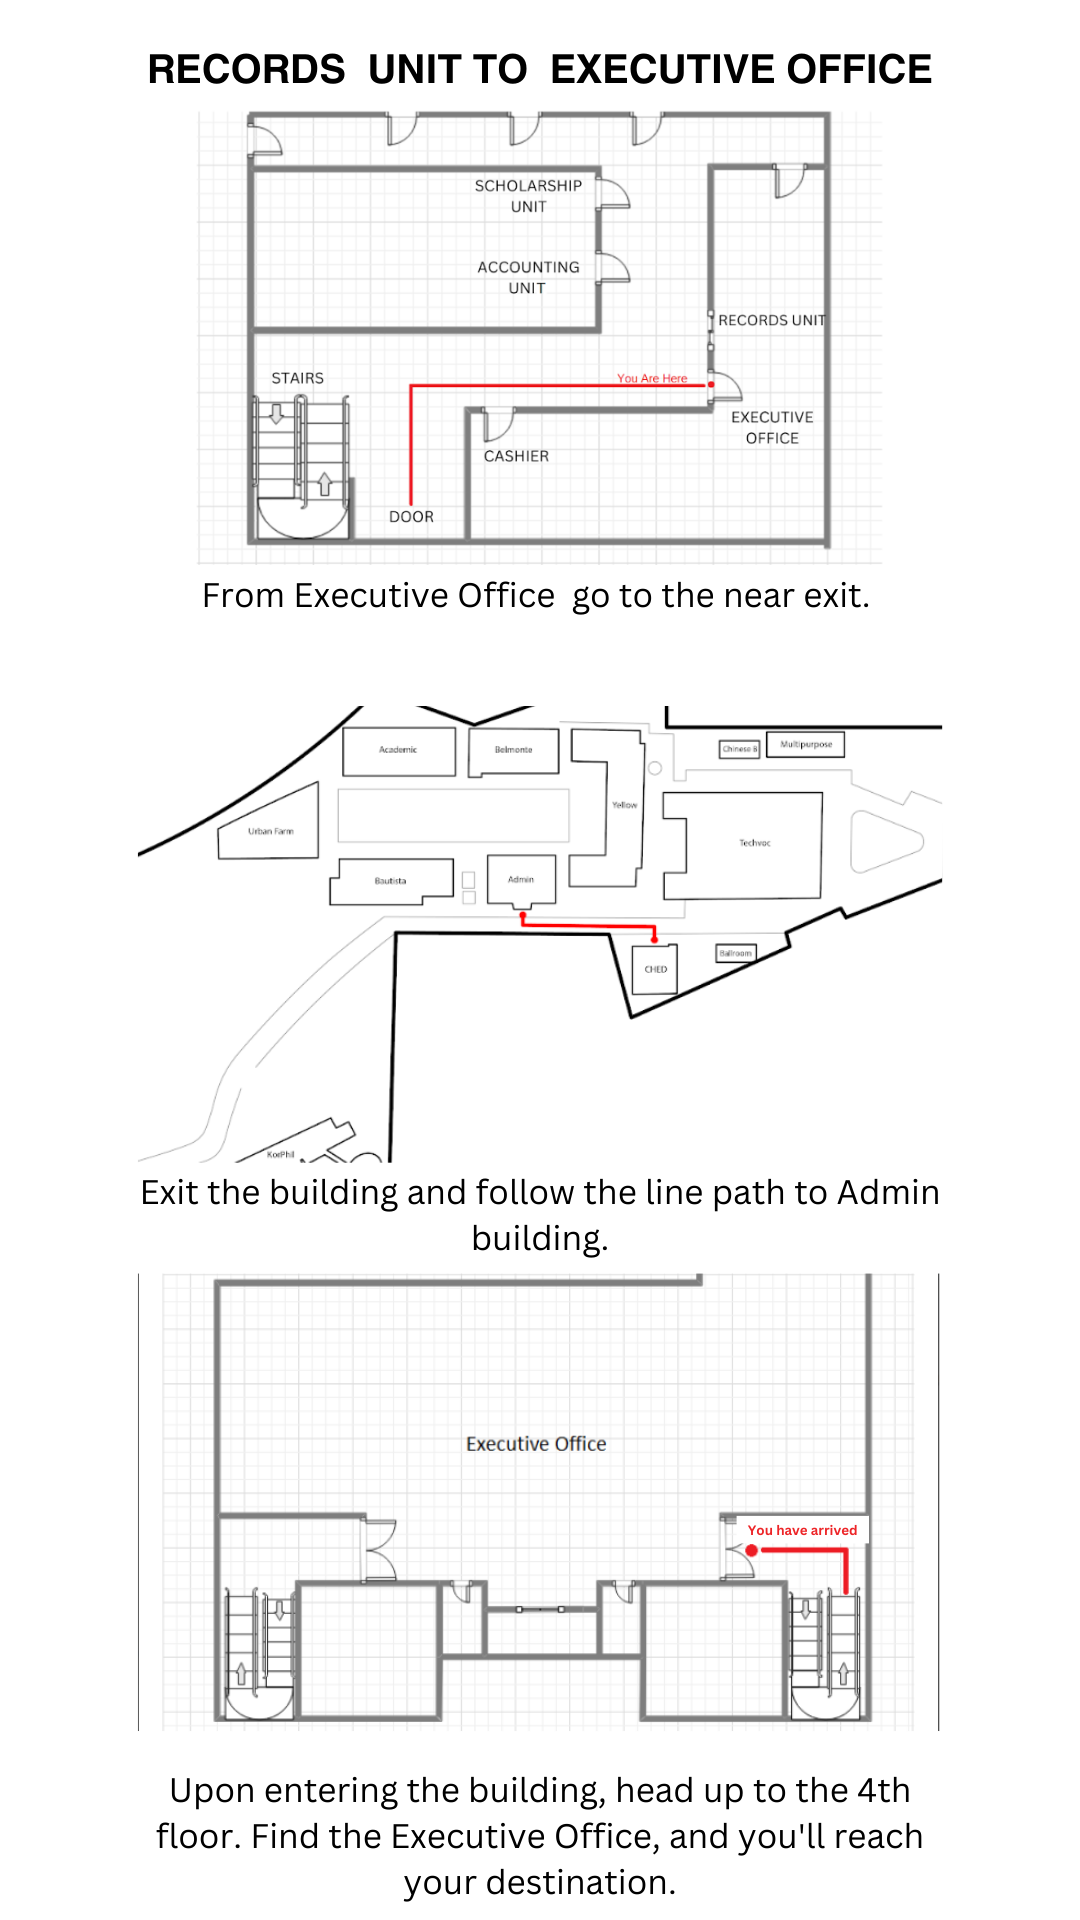 RECORDS UNIT TO EXECUTIVE OFFICE
SCHOLARSHIP
UNIT
ACCOUNTING
UNIT
RECORDS UNIT
STAIRS
You Are Here
EXECUTIVE
OFFICE
CASHIER
DOOR
From Executive Office go to the near exit.
Academic
Belmonte
Chinese B
Multipurpose
Yellow
Urban Farm
Techvoc
Bautista
Admin
CHED
Ballroom
KorPhil
Exit the building and follow the line path to Admin
building.
Executive Office
You have arrived
Upon entering the building, head up to the 4th
floor. Find the Executive Office, and you'll reach
your destination.